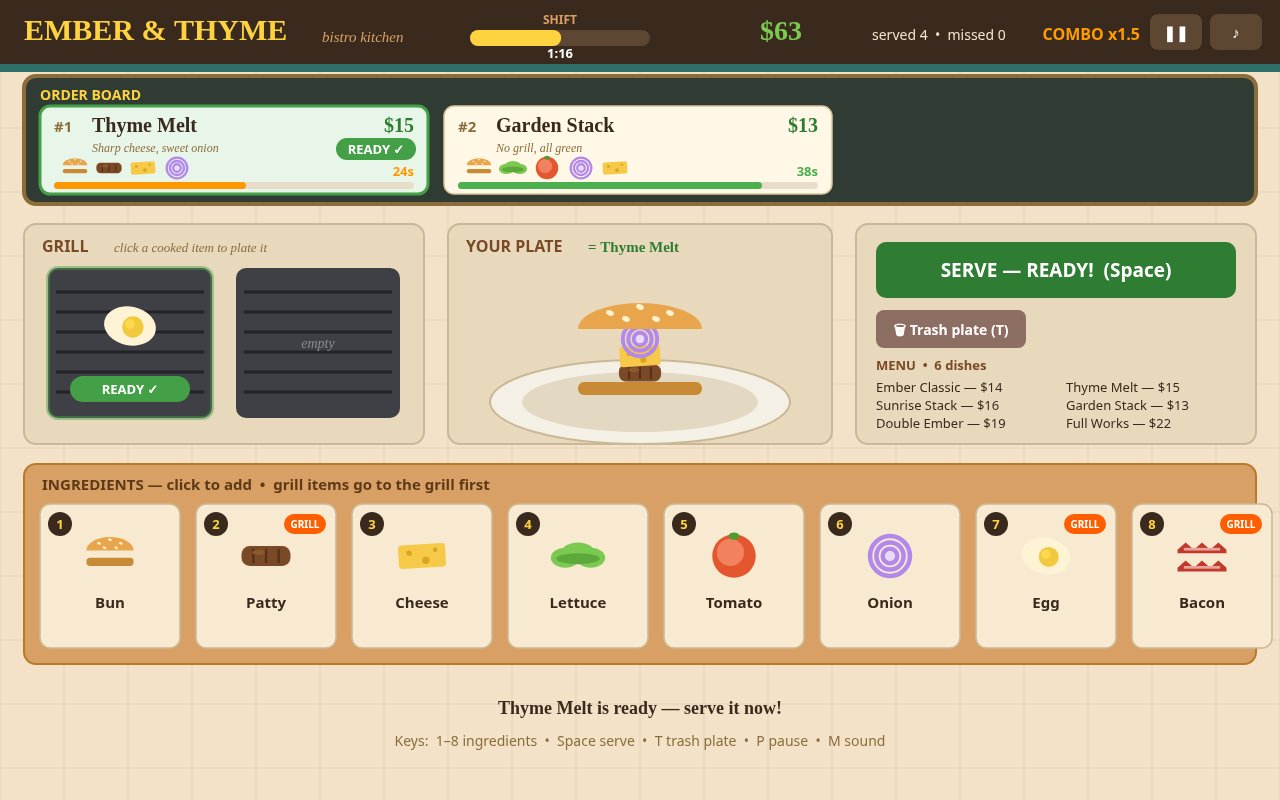 EMBER & THYME
bistro kitchen
SHIFT
1:16
$63
served 4 • missed 0
COMBO x1.5
❚❚
♪
ORDER BOARD
#1 Thyme Melt $15
Sharp cheese, sweet onion
READY ✓
24s
#2 Garden Stack $13
No grill, all green
38s
GRILL click a cooked item to plate it
READY ✓
empty
YOUR PLATE = Thyme Melt
SERVE — READY! (Space)
Trash plate (T)
MENU • 6 dishes
Ember Classic — $14 Thyme Melt — $15
Sunrise Stack — $16 Garden Stack — $13
Double Ember — $19 Full Works — $22
INGREDIENTS — click to add • grill items go to the grill first
1
Bun
2 GRILL
Patty
3
Cheese
4
Lettuce
5
Tomato
6
Onion
7 GRILL
Egg
8 GRILL
Bacon
Thyme Melt is ready — serve it now!
Keys: 1–8 ingredients • Space serve • T trash plate • P pause • M sound